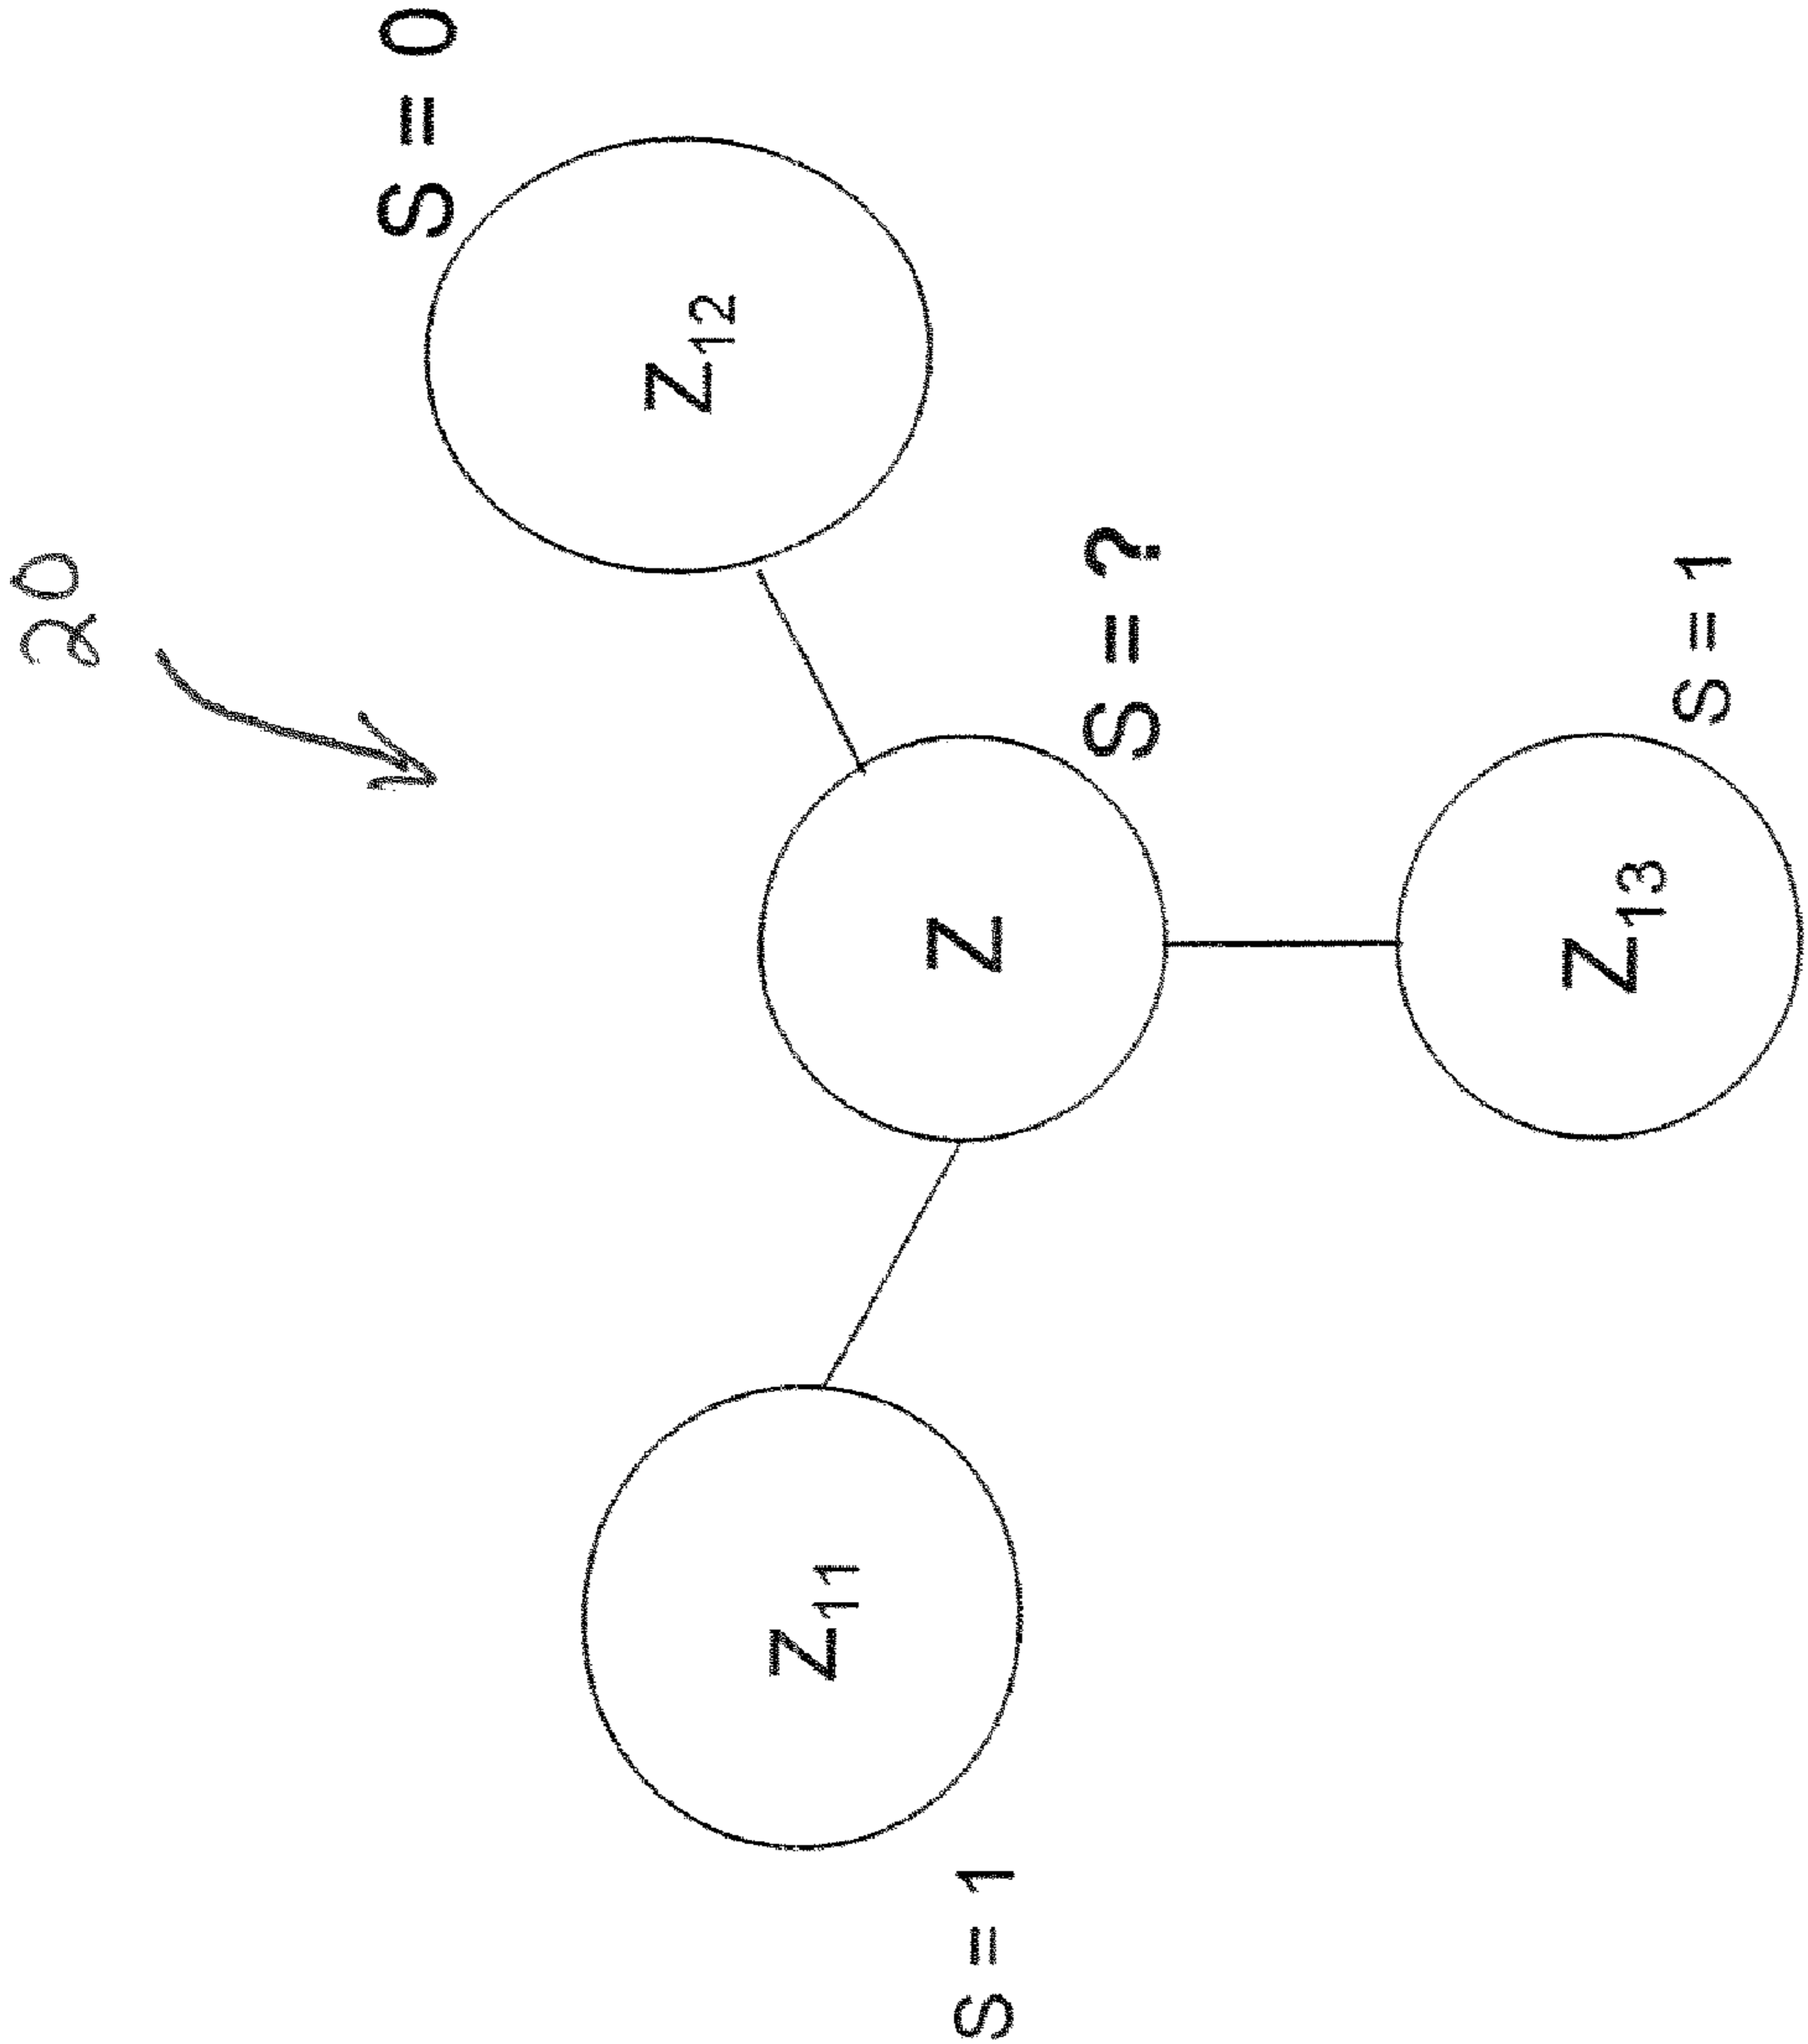 20
S = 0
Z₁₂
Z₁₁
Z
S = 1
S = ?
Z₁₃
S = 1